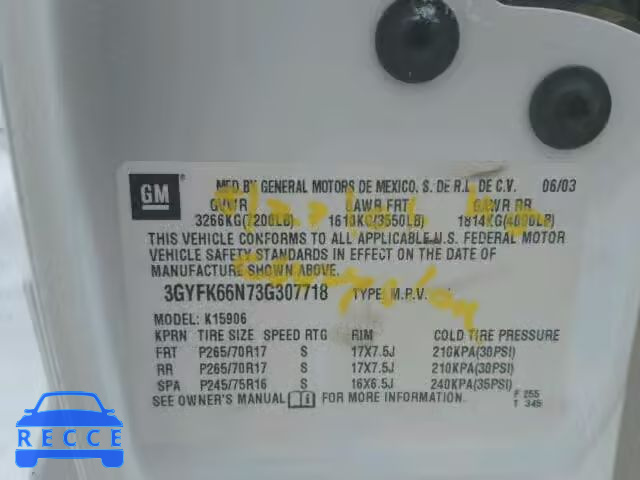 GM
MFD BY GENERAL MOTORS DE MEXICO, S. DE R.L. DE C.V. 06/03
GVWR GAWR FRT GAWR RR
3266KG(7200LB) 1610KG(3550LB) 1814KG(4000LB)
THIS VEHICLE CONFORMS TO ALL APPLICABLE U.S. FEDERAL MOTOR
VEHICLE SAFETY STANDARDS IN EFFECT ON THE DATE OF
MANUFACTURE SHOWN ABOVE.
3GYFK66N73G307718 TYPE: M.P.V.
MODEL: K15906
KPRN TIRE SIZE SPEED RTG RIM COLD TIRE PRESSURE
FRT P265/70R17 S 17X7.5J 210KPA(30PSI)
RR P265/70R17 S 17X7.5J 210KPA(30PSI)
SPA P245/75R16 S 16X6.5J 240KPA(35PSI)
SEE OWNER'S MANUAL FOR MORE INFORMATION.
F 255
T 345
RECCE